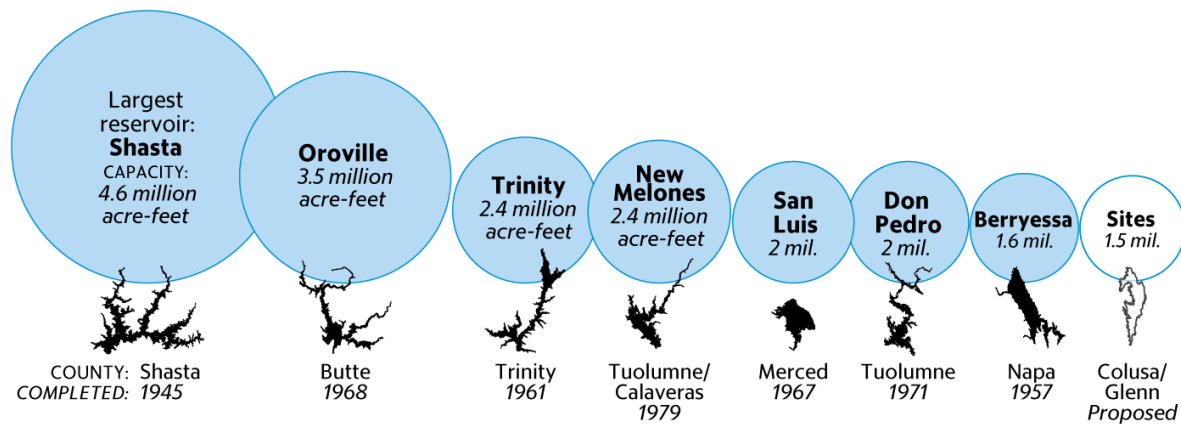 Largest
reservoir:
Shasta
CAPACITY:
4.6 million
acre-feet
Oroville
3.5 million
acre-feet
Trinity
2.4 million
acre-feet
New
Melones
2.4 million
acre-feet
San
Luis
2 mil.
Don
Pedro
2 mil.
Berryessa
1.6 mil.
Sites
1.5 mil.
COUNTY: Shasta
COMPLETED: 1945
Butte
1968
Trinity
1961
Tuolumne/
Calaveras
1979
Merced
1967
Tuolumne
1971
Napa
1957
Colusa/
Glenn
Proposed